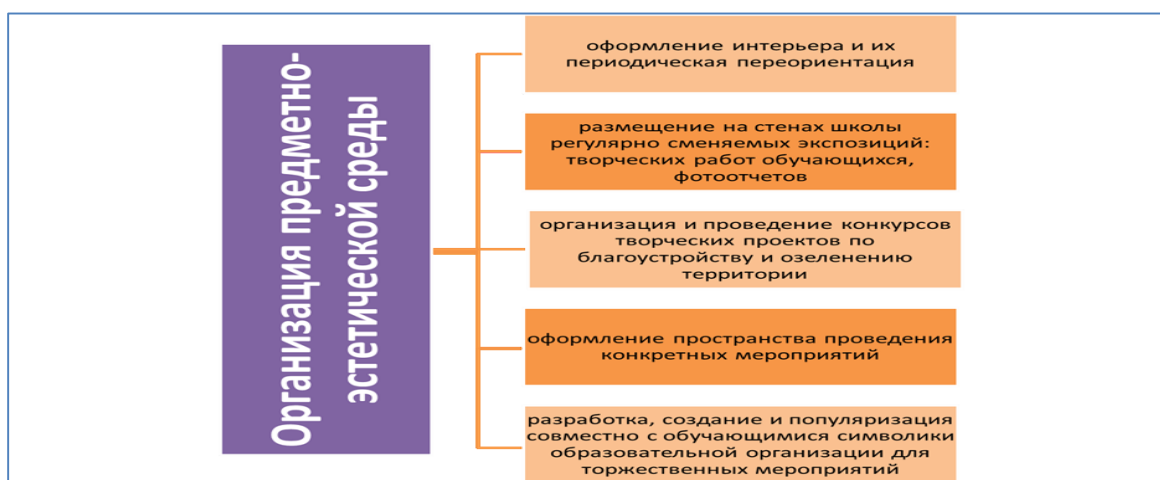 Организация предметно-
эстетической среды
оформление интерьера и их
периодическая переориентация
размещение на стенах школы
регулярно сменяемых экспозиций:
творческих работ обучающихся,
фотоотчетов
организация и проведение конкурсов
творческих проектов по
благоустройству и озеленению
территории
оформление пространства проведения
конкретных мероприятий
разработка, создание и популяризация
совместно с обучающимися символики
образовательной организации для
торжественных мероприятий